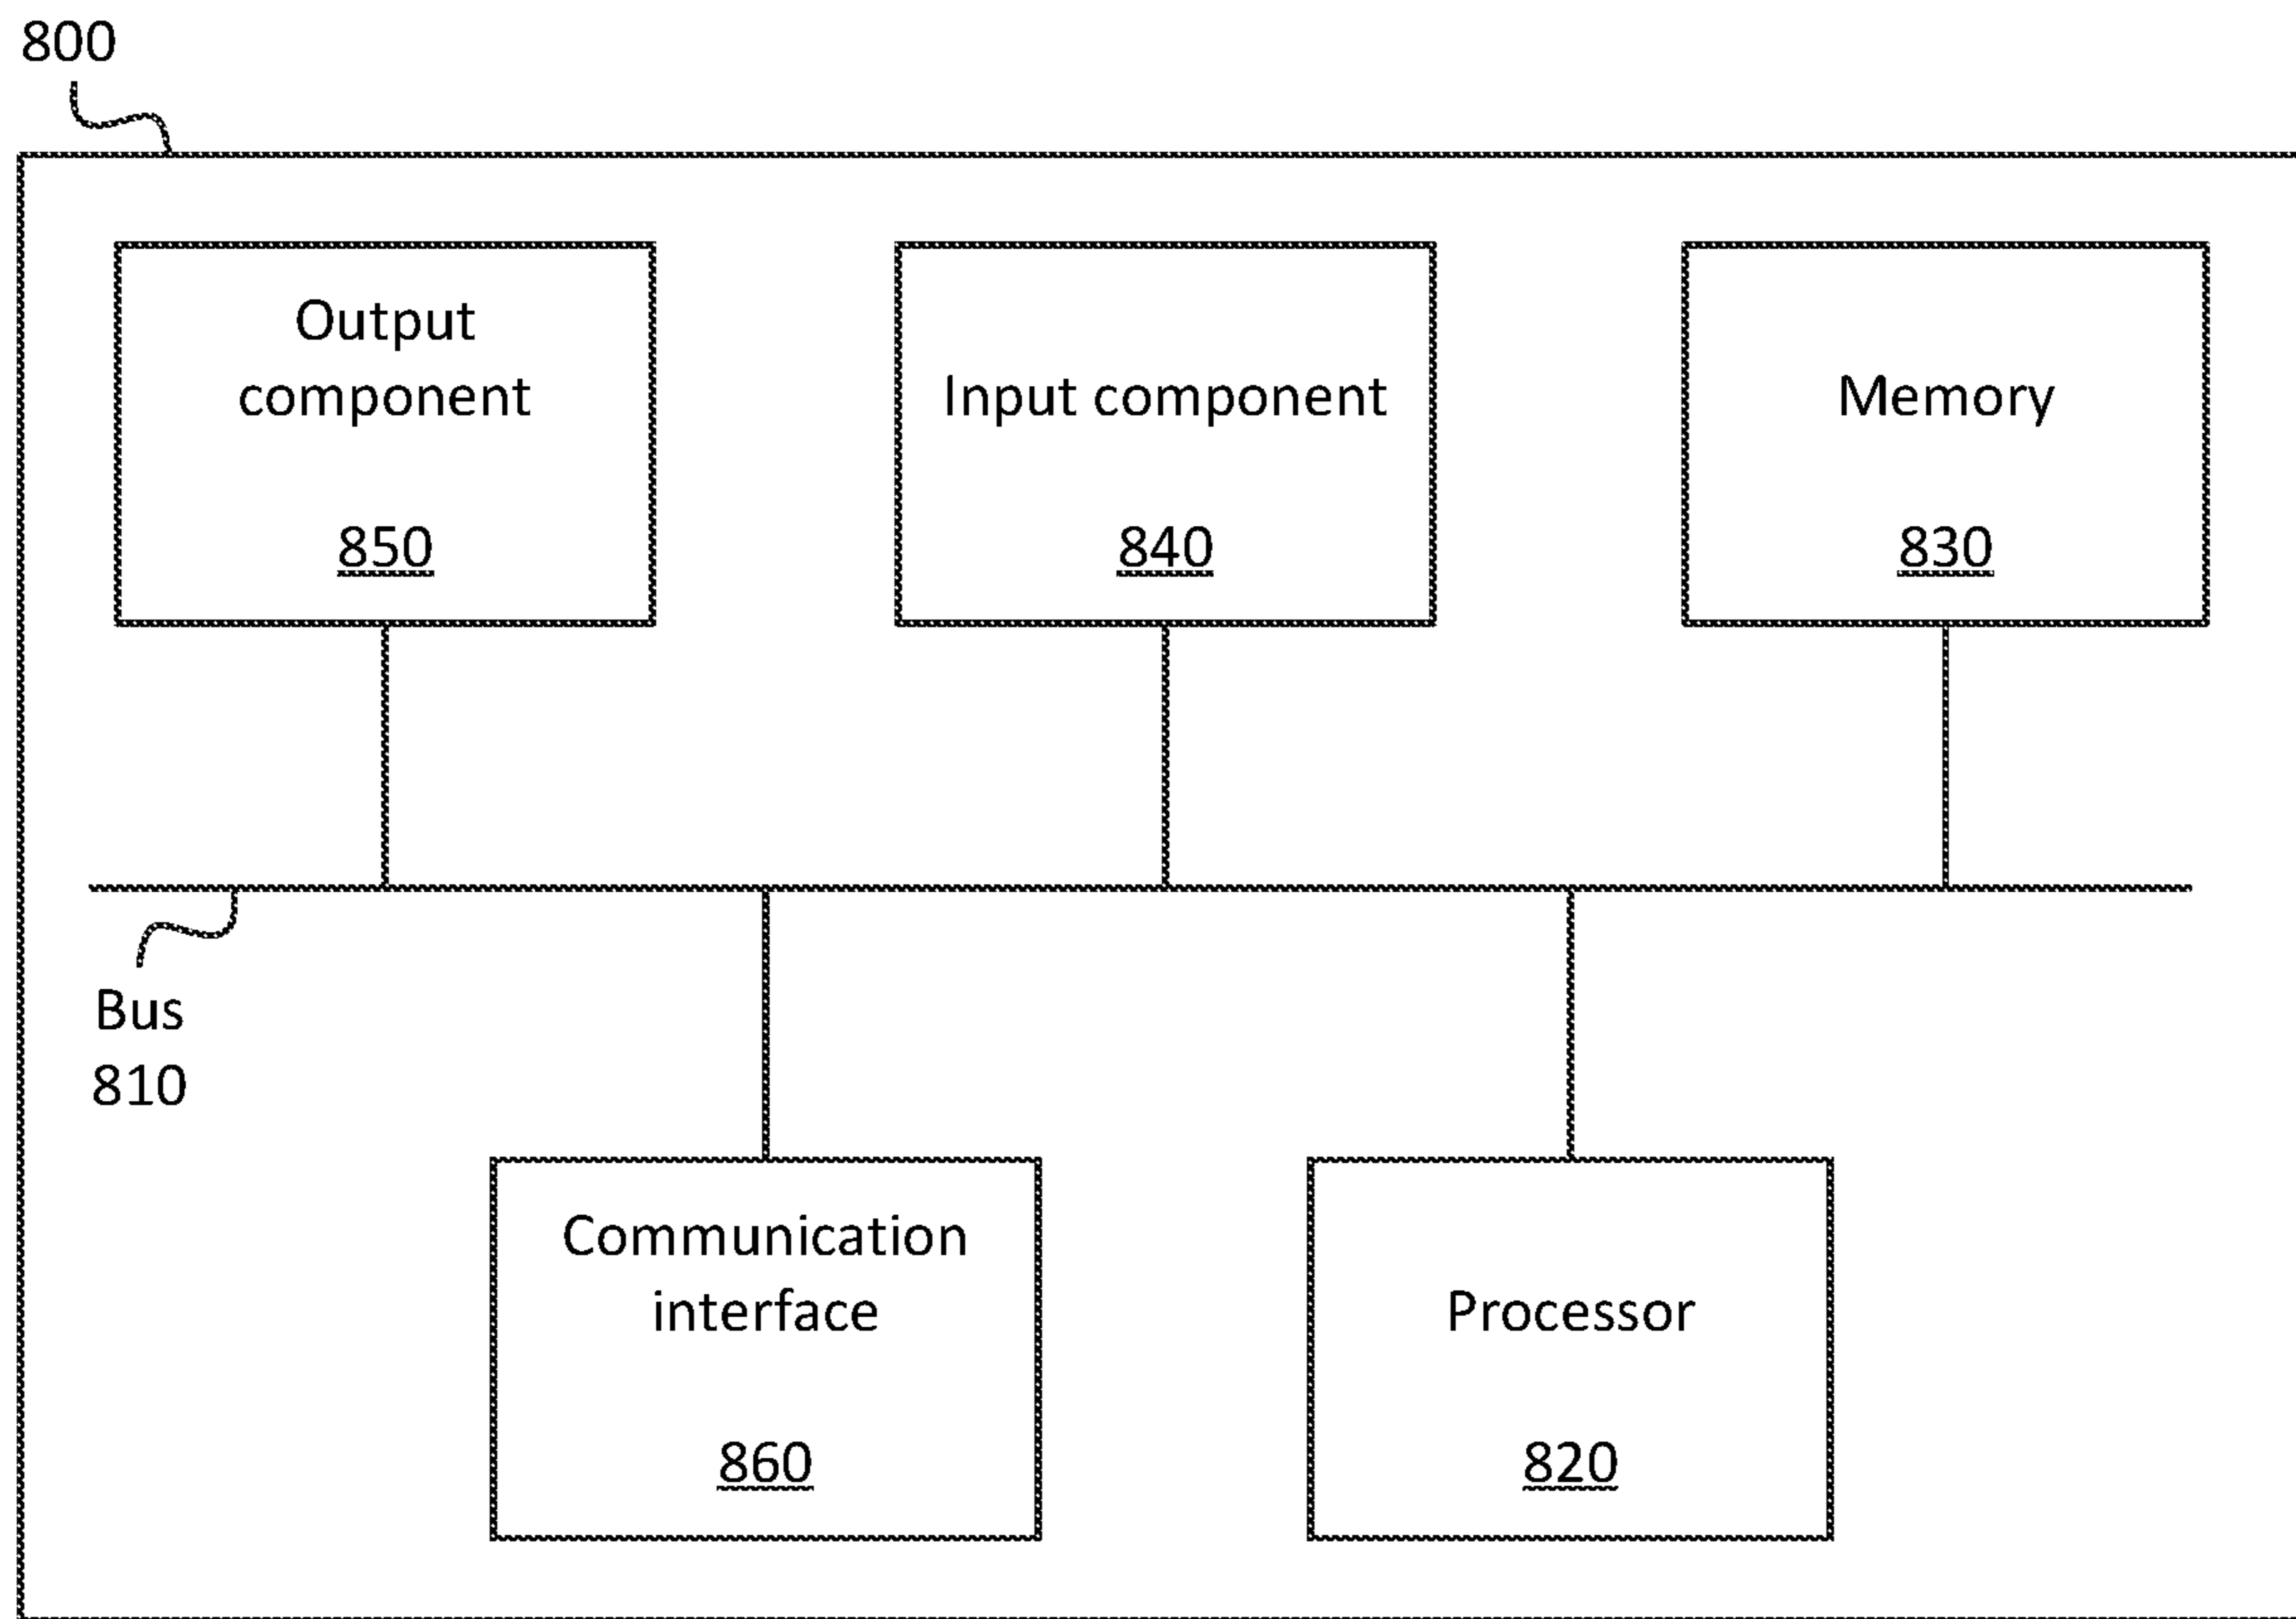 800
Output
component
850
Input component
840
Memory
830
Bus
810
Communication
interface
860
Processor
820